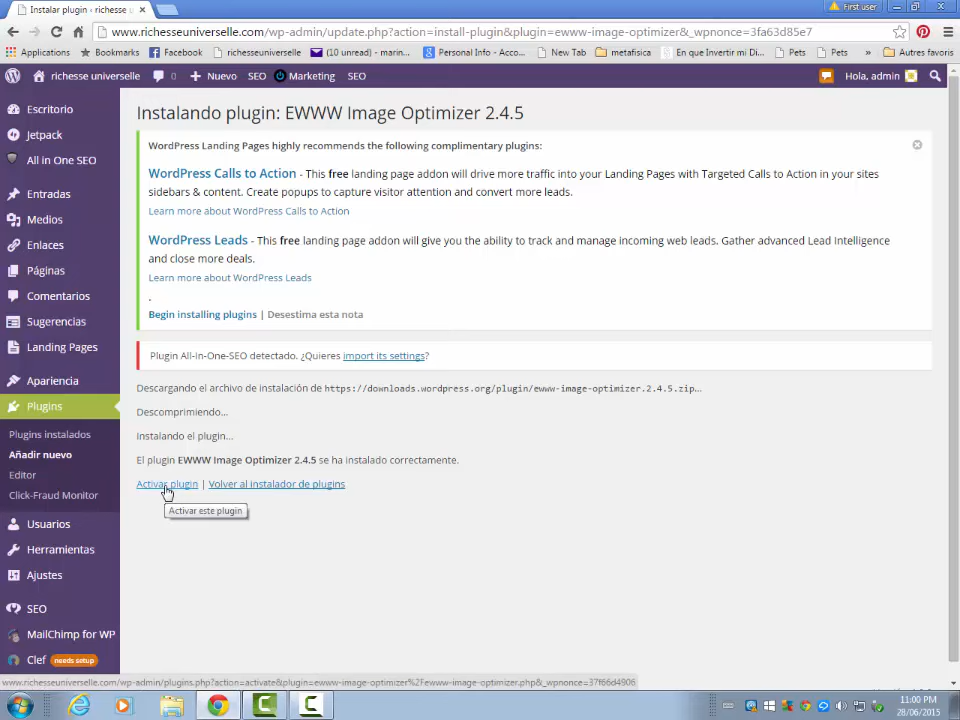 Instalar plugin ‹ richesse u
First user
www.richesseuniverselle.com/wp-admin/update.php?action=install-plugin&plugin=ewww-image-optimizer&_wpnonce=3fa63d85e7
Applications
Bookmarks
Facebook
richesseuniverselle
(10 unread) - marin...
Personal Info - Acco...
New Tab
metafisica
En que Invertir mi Di...
Pets
Pets
»
Autres favoris
richesse universelle
0
Nuevo
SEO
Marketing
SEO
Hola, admin
Escritorio
Jetpack
All in One SEO
Entradas
Medios
Enlaces
Páginas
Comentarios
Sugerencias
Landing Pages
Apariencia
Plugins
Plugins instalados
Añadir nuevo
Editor
Click-Fraud Monitor
Usuarios
Herramientas
Ajustes
SEO
MailChimp for WP
Clef needs setup
Instalando plugin: EWWW Image Optimizer 2.4.5
WordPress Landing Pages highly recommends the following complimentary plugins:
WordPress Calls to Action - This free landing page addon will drive more traffic into your Landing Pages with Targeted Calls to Action in your sites
sidebars & content. Create popups to capture visitor attention and convert more leads.
Learn more about WordPress Calls to Action
WordPress Leads - This free landing page addon will give you the ability to track and manage incoming web leads. Gather advanced Lead Intelligence
and close more deals.
Learn more about WordPress Leads
.
Begin installing plugins | Desestima esta nota
Plugin All-in-One-SEO detectado. ¿Quieres import its settings?
Descargando el archivo de instalación de https://downloads.wordpress.org/plugin/ewww-image-optimizer.2.4.5.zip…
Descomprimiendo…
Instalando el plugin…
El plugin EWWW Image Optimizer 2.4.5 se ha instalado correctamente.
Activar plugin | Volver al instalador de plugins
Activar este plugin
www.richesseuniverselle.com/wp-admin/plugins.php?action=activate&plugin=ewww-image-optimizer%2Fewww-image-optimizer.php&_wpnonce=37f66d4906
11:00 PM
28/06/2015